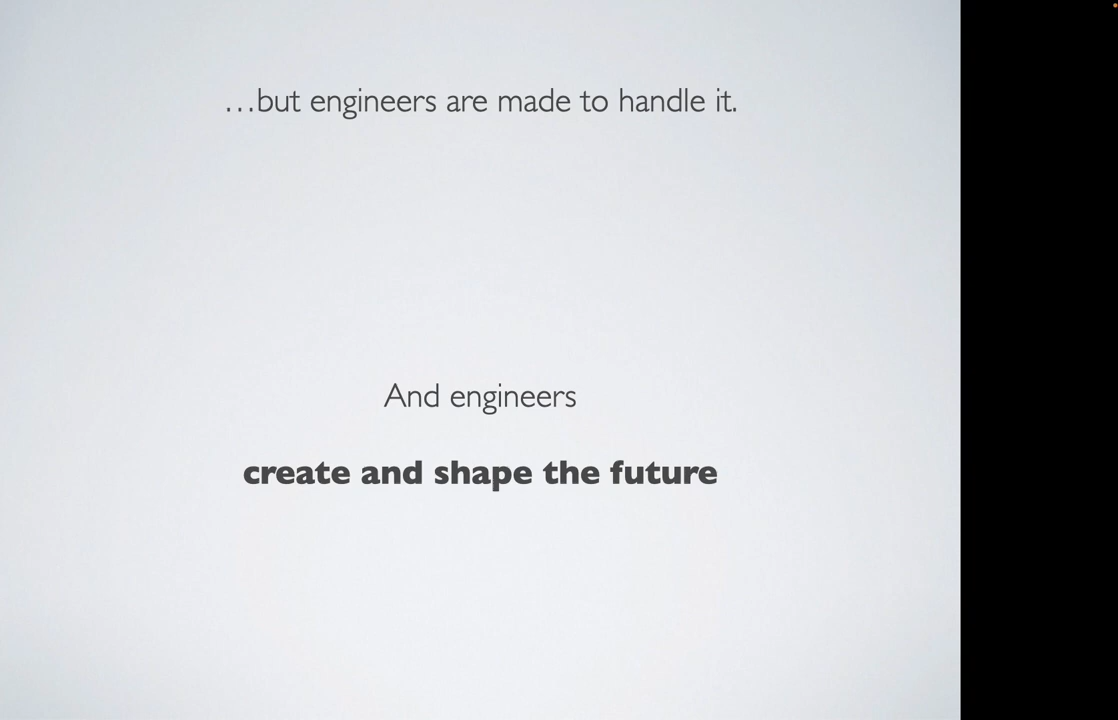 …but engineers are made to handle it.
And engineers
create and shape the future